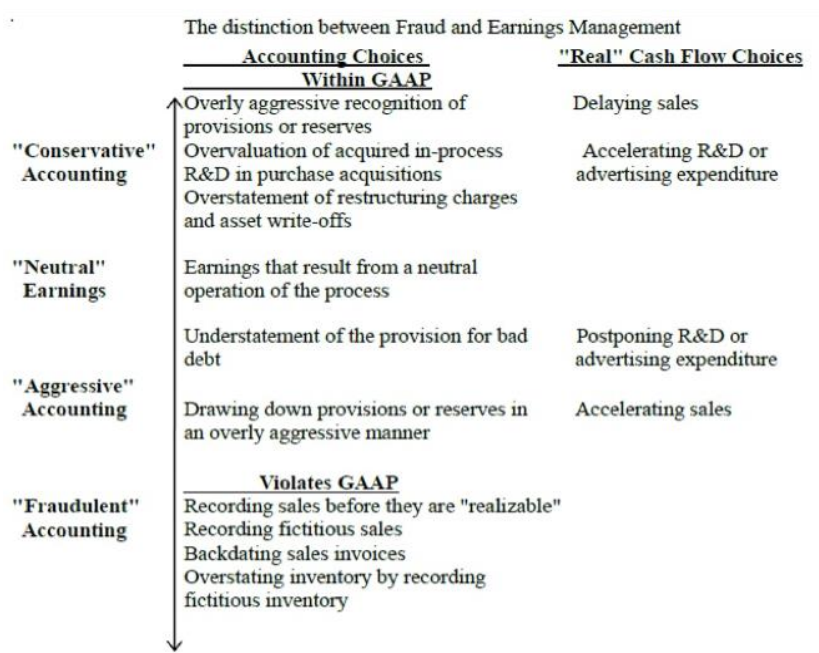 The distinction between Fraud and Earnings Management
Accounting Choices "Real" Cash Flow Choices
Within GAAP
Overly aggressive recognition of Delaying sales
provisions or reserves
"Conservative" Overvaluation of acquired in-process Accelerating R&D or
Accounting R&D in purchase acquisitions advertising expenditure
Overstatement of restructuring charges
and asset write-offs
"Neutral" Earnings that result from a neutral
Earnings operation of the process
Understatement of the provision for bad Postponing R&D or
debt advertising expenditure
"Aggressive"
Accounting Drawing down provisions or reserves in Accelerating sales
an overly aggressive manner
Violates GAAP
"Fraudulent" Recording sales before they are "realizable"
Accounting Recording fictitious sales
Backdating sales invoices
Overstating inventory by recording
fictitious inventory